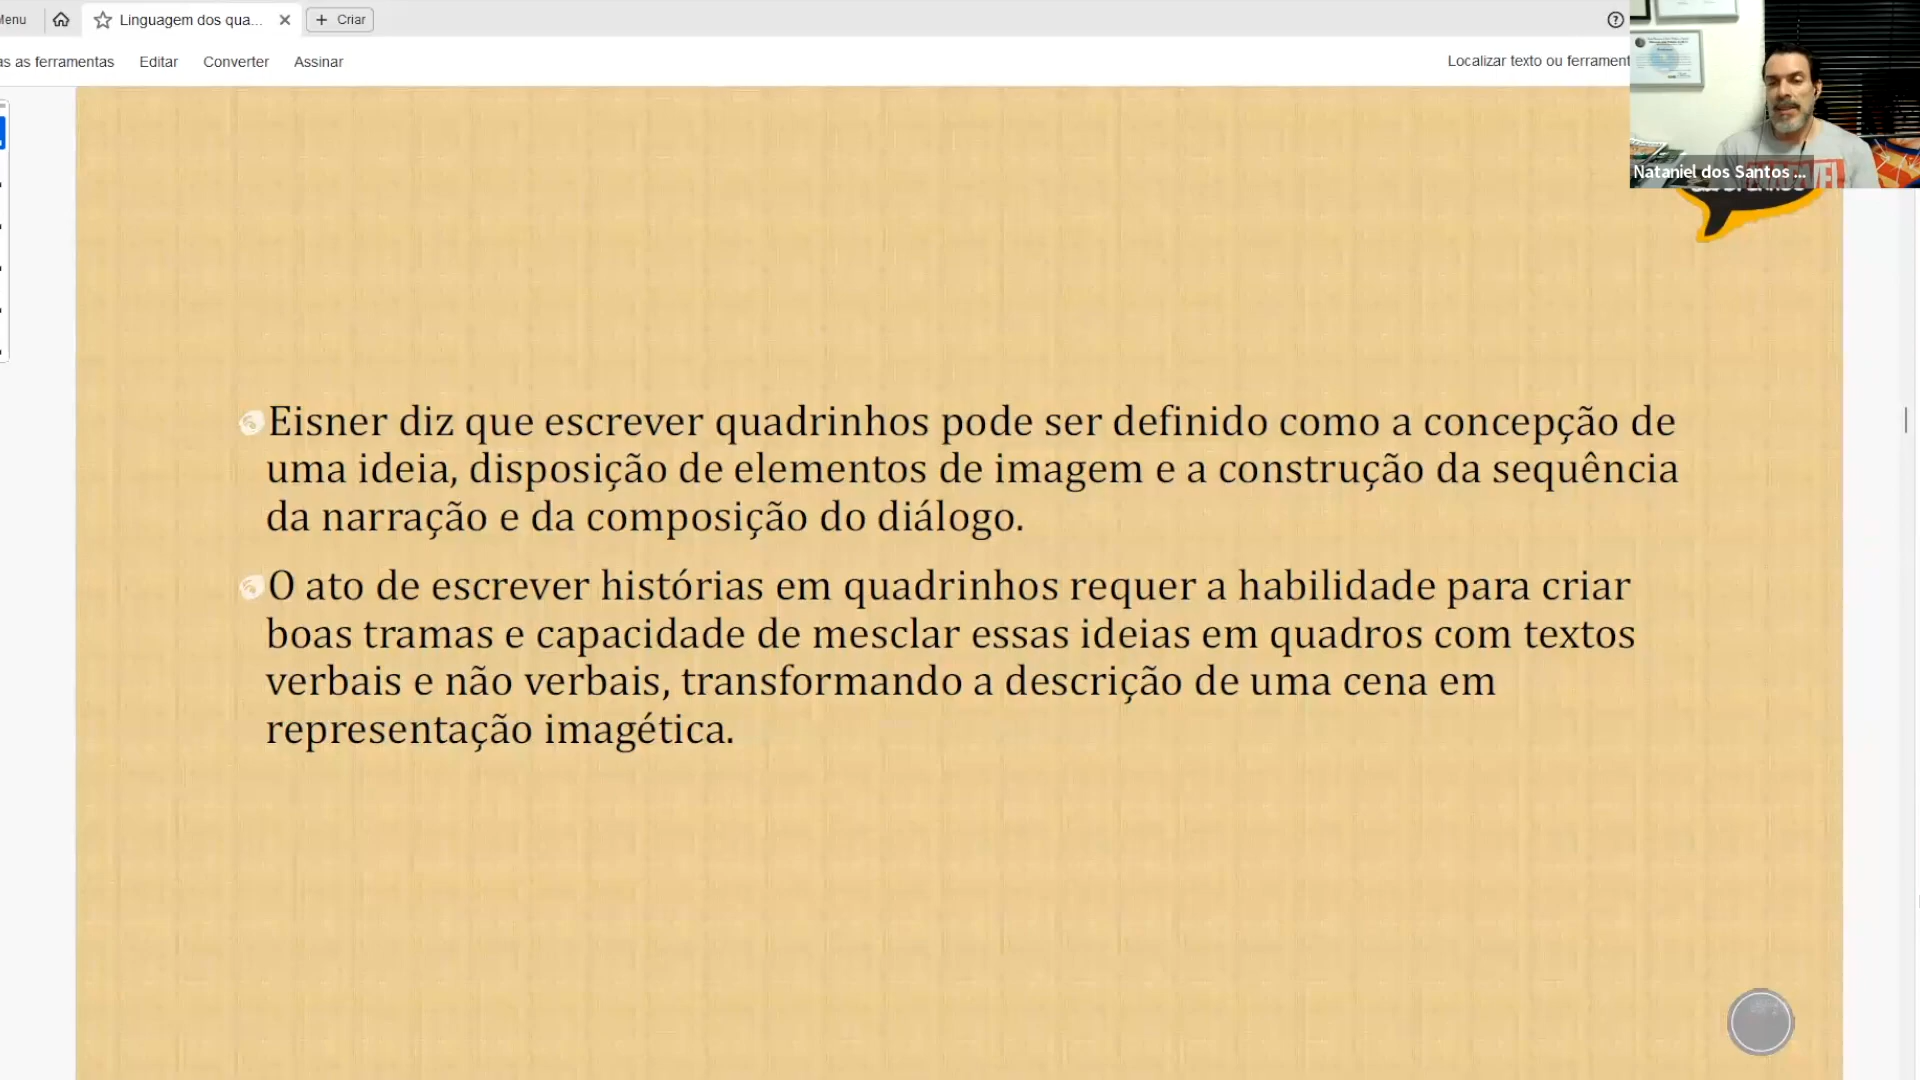 Menu
Linguagem dos qua...
Criar
as as ferramentas
Editar
Converter
Assinar
Localizar texto ou ferrament
Nataniel dos Santos ...
Eisner diz que escrever quadrinhos pode ser definido como a concepção de
uma ideia, disposição de elementos de imagem e a construção da sequência
da narração e da composição do diálogo.
O ato de escrever histórias em quadrinhos requer a habilidade para criar
boas tramas e capacidade de mesclar essas ideias em quadros com textos
verbais e não verbais, transformando a descrição de uma cena em
representação imagética.